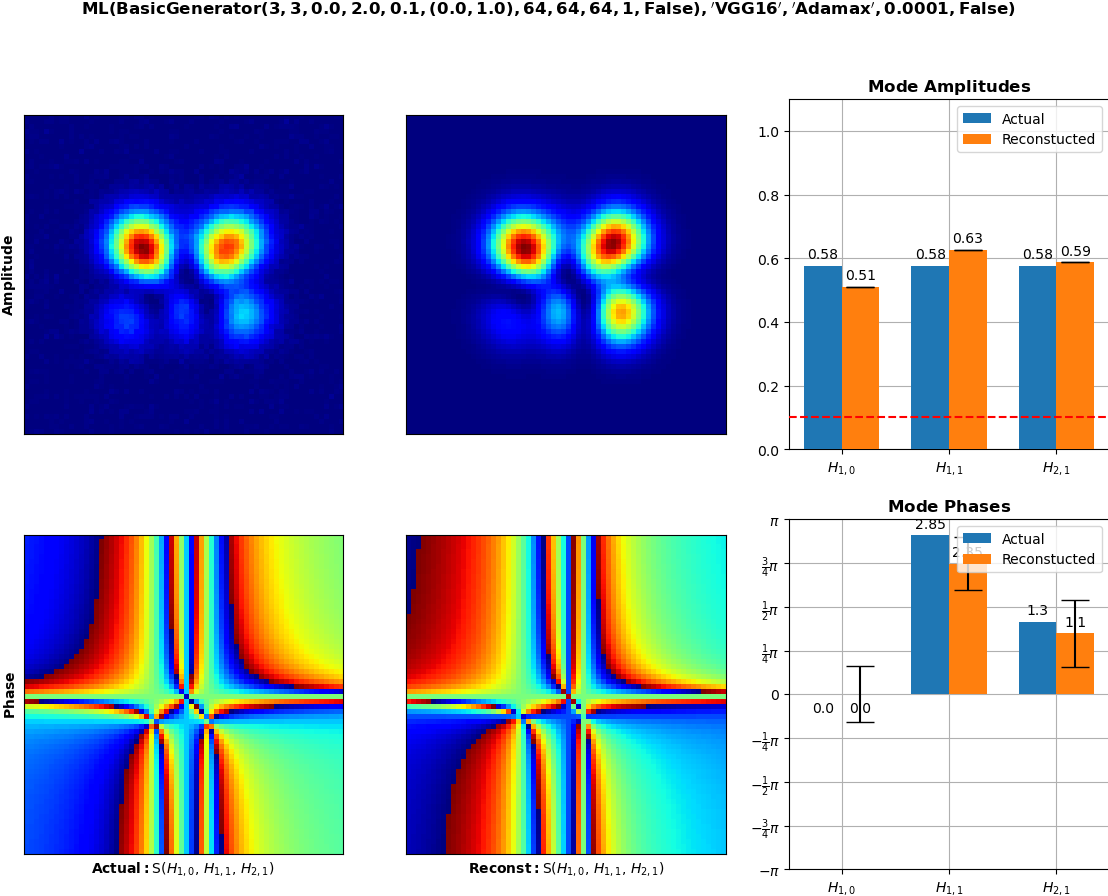 ML(BasicGenerator(3, 3, 0.0, 2.0, 0.1, (0.0, 1.0), 64, 64, 64, 1, False), ′VGG16′, ′Adamax′, 0.0001, False)
Amplitude
Mode Amplitudes
Actual
Reconstucted
1.0
0.8
0.6
0.4
0.2
0.0
0.58
0.51
0.58
0.63
0.58
0.59
H1,0
H1,1
H2,1
Phase
Actual: S(H1,0, H1,1, H2,1)
Reconst: S(H1,0, H1,1, H2,1)
Mode Phases
Actual
Reconstucted
π
3/4π
1/2π
1/4π
0
−1/4π
−1/2π
−3/4π
−π
0.0
0.0
2.85
2.35
1.3
1.1
H1,0
H1,1
H2,1